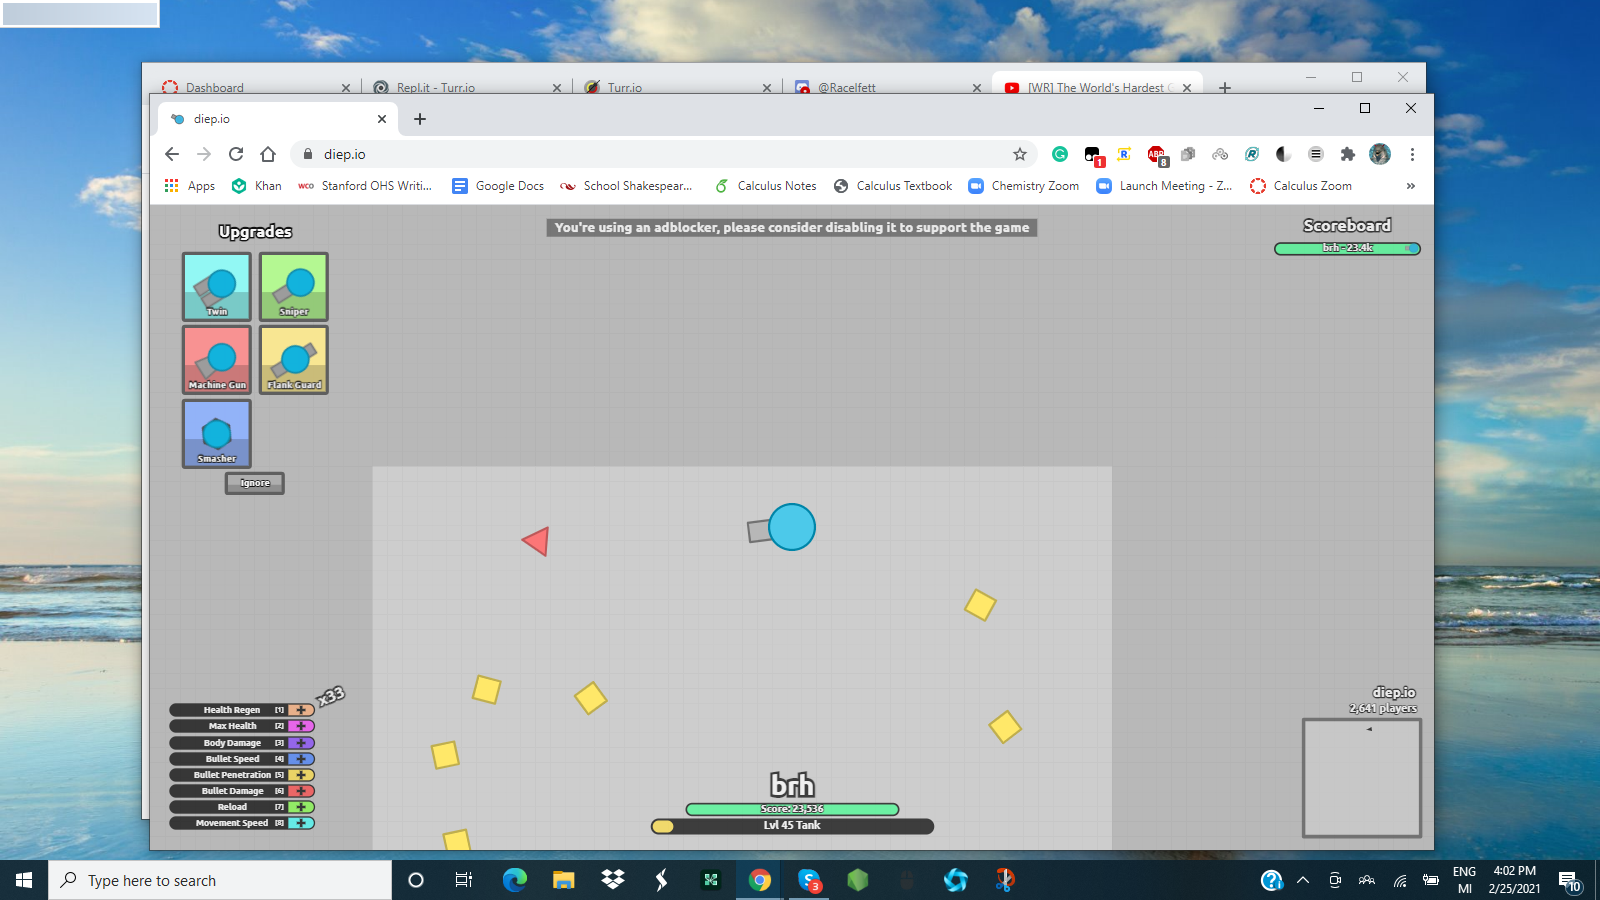 Dashboard
Repl.it - Turr.io
Turr.io
@Racelfett
[WR] The World's Hardest G
diep.io
diep.io
1
8
Apps
Khan
wco Stanford OHS Writi...
Google Docs
School Shakespear...
Calculus Notes
Calculus Textbook
Chemistry Zoom
Launch Meeting - Z...
Calculus Zoom
»
Upgrades
You're using an adblocker, please consider disabling it to support the game
Scoreboard
brh - 23.4k
Twin
Sniper
Machine Gun
Flank Guard
Smasher
Ignore
x33
Health Regen [1]
Max Health [2]
Body Damage [3]
Bullet Speed [4]
Bullet Penetration [5]
Bullet Damage [6]
Reload [7]
Movement Speed [8]
brh
Score: 23,536
Lvl 45 Tank
diep.io
2,641 players
Type here to search
3
ENG
MI
4:02 PM
2/25/2021
10